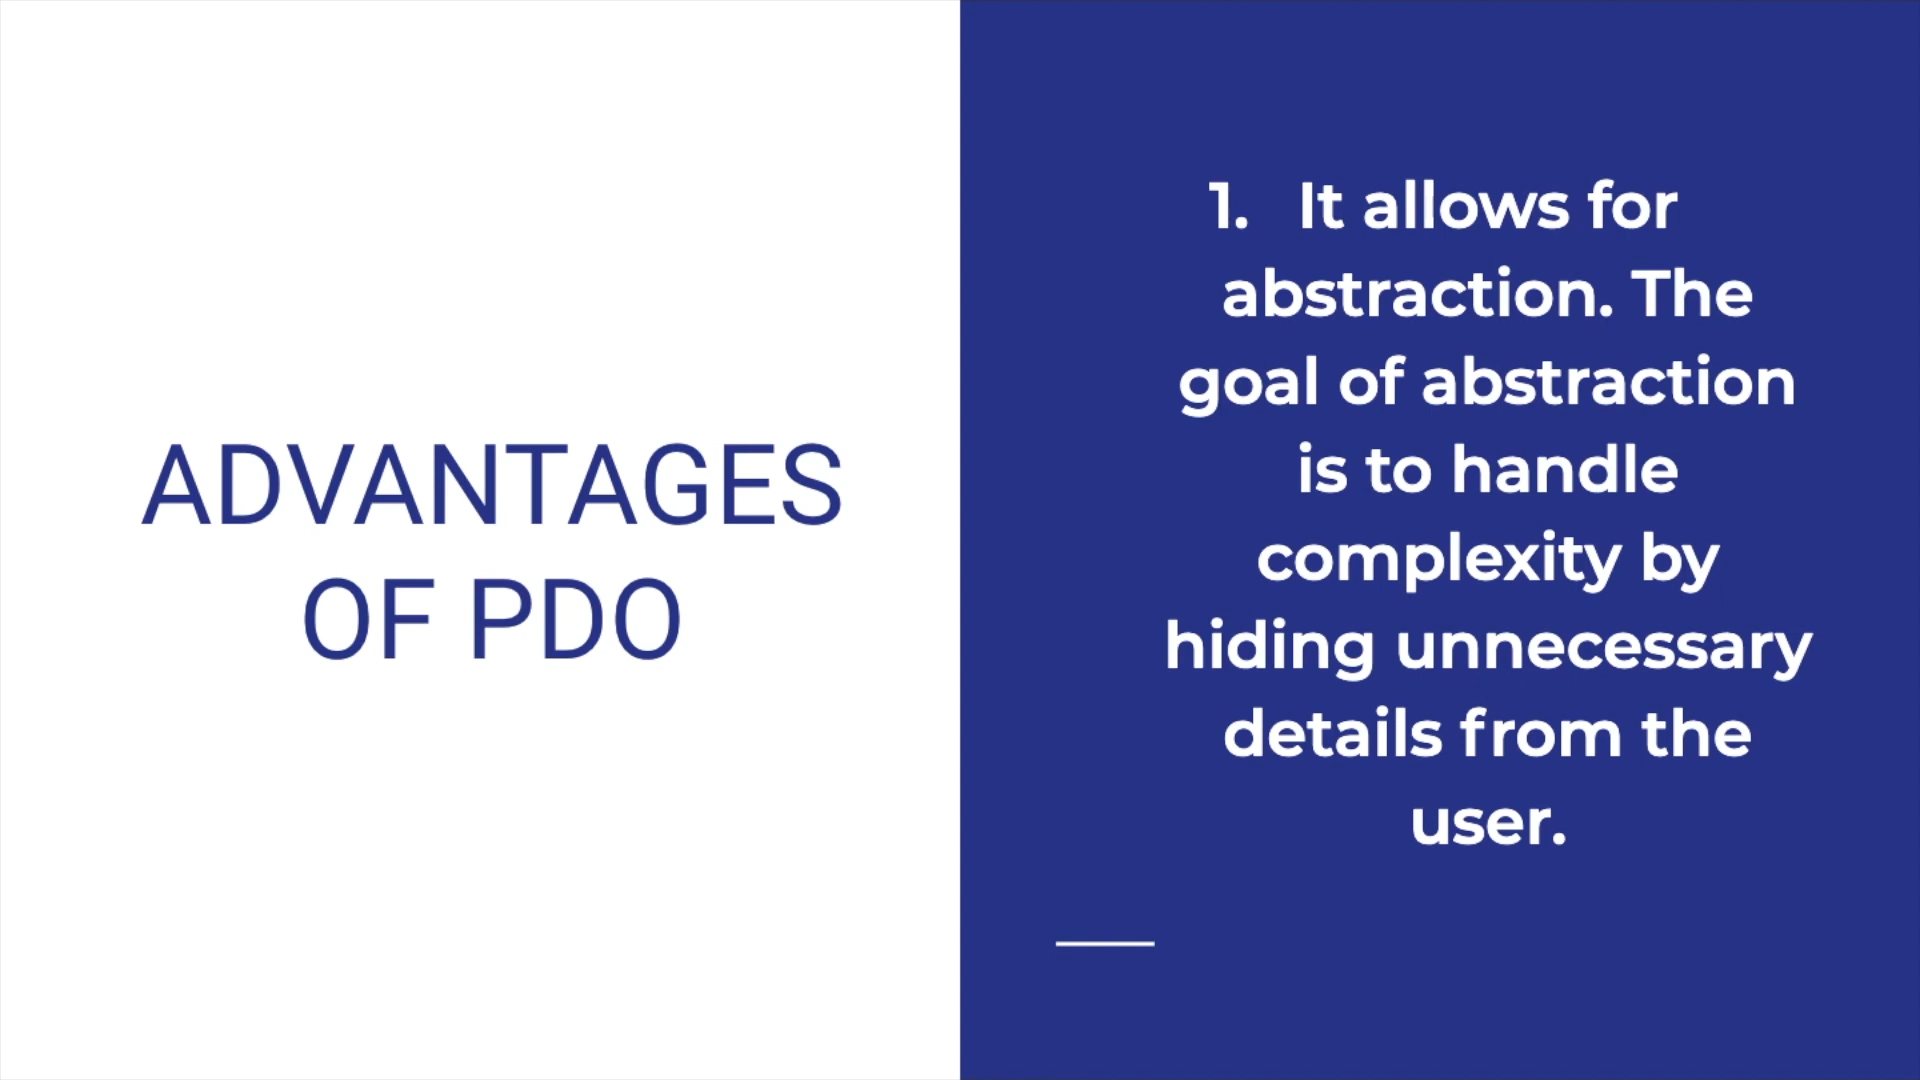 ADVANTAGES
OF PDO
1. It allows for
abstraction. The
goal of abstraction
is to handle
complexity by
hiding unnecessary
details from the
user.